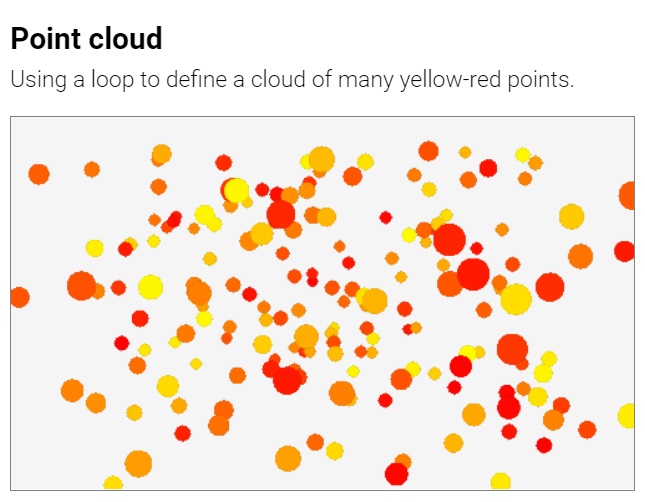 Point cloud
Using a loop to define a cloud of many yellow-red points.